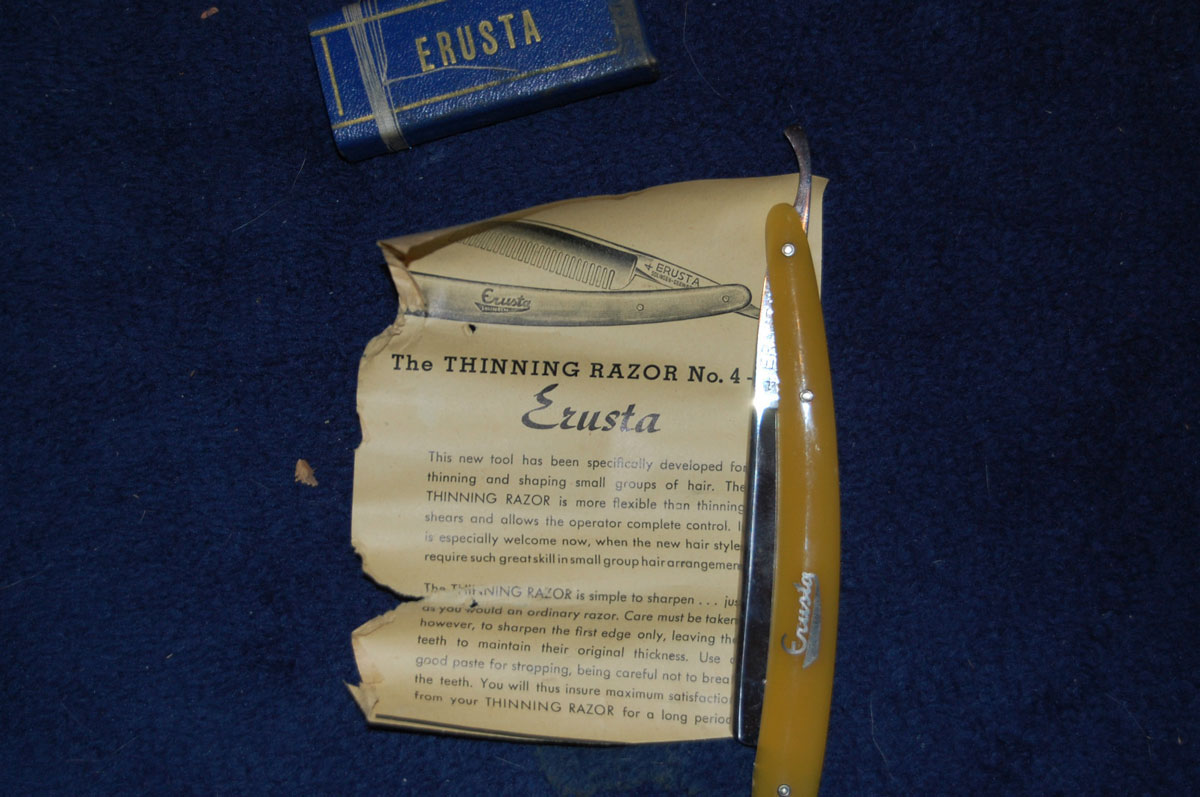 ERUSTA
4 ERUSTA
SOLINGEN-GERMANY
Erusta
SOLINGEN
The THINNING RAZOR No. 4 -
Erusta
This new tool has been specifically developed for
thinning and shaping small groups of hair. The
THINNING RAZOR is more flexible than thinning
shears and allows the operator complete control. I
is especially welcome now, when the new hair style
require such great skill in small group hair arrangemen
The THINNING RAZOR is simple to sharpen . . . jus
as you would an ordinary razor. Care must be taken
however, to sharpen the first edge only, leaving the
teeth to maintain their original thickness. Use a
good paste for stropping, being careful not to brea
the teeth. You will thus insure maximum satisfactio
from your THINNING RAZOR for a long period
Erusta